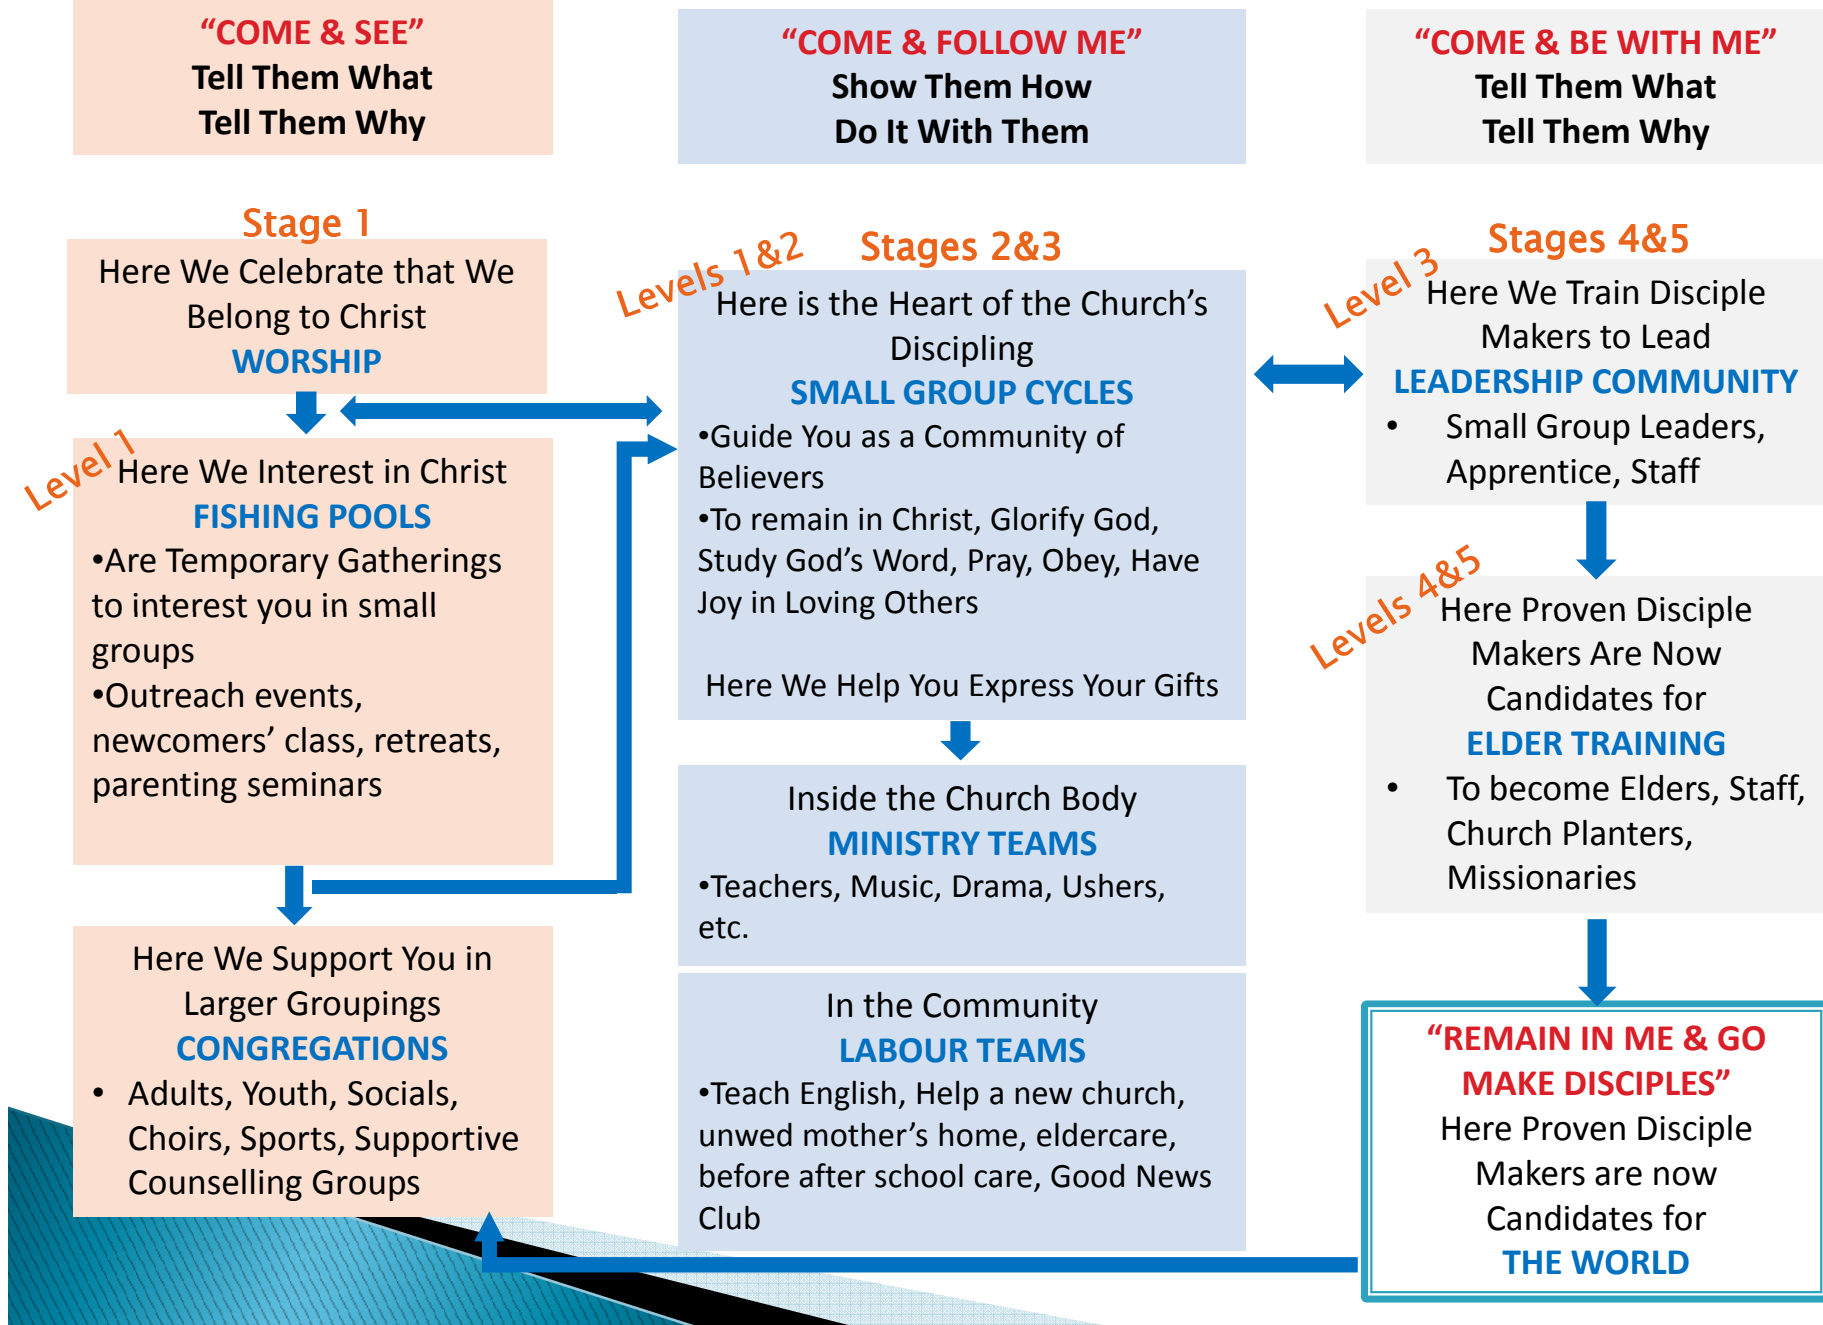 “COME & SEE”
Tell Them What
Tell Them Why
Stage 1
Here We Celebrate that We
Belong to Christ
WORSHIP
Level 1
Here We Interest in Christ
FISHING POOLS
•Are Temporary Gatherings
to interest you in small
groups
•Outreach events,
newcomers’ class, retreats,
parenting seminars
Here We Support You in
Larger Groupings
CONGREGATIONS
• Adults, Youth, Socials,
Choirs, Sports, Supportive
Counselling Groups
“COME & FOLLOW ME”
Show Them How
Do It With Them
Levels 1&2
Stages 2&3
Here is the Heart of the Church’s
Discipling
SMALL GROUP CYCLES
•Guide You as a Community of
Believers
•To remain in Christ, Glorify God,
Study God’s Word, Pray, Obey, Have
Joy in Loving Others
Here We Help You Express Your Gifts
Inside the Church Body
MINISTRY TEAMS
•Teachers, Music, Drama, Ushers,
etc.
In the Community
LABOUR TEAMS
•Teach English, Help a new church,
unwed mother’s home, eldercare,
before after school care, Good News
Club
“COME & BE WITH ME”
Tell Them What
Tell Them Why
Level 3
Stages 4&5
Here We Train Disciple
Makers to Lead
LEADERSHIP COMMUNITY
• Small Group Leaders,
Apprentice, Staff
Levels 4&5
Here Proven Disciple
Makers Are Now
Candidates for
ELDER TRAINING
• To become Elders, Staff,
Church Planters,
Missionaries
“REMAIN IN ME & GO
MAKE DISCIPLES”
Here Proven Disciple
Makers are now
Candidates for
THE WORLD